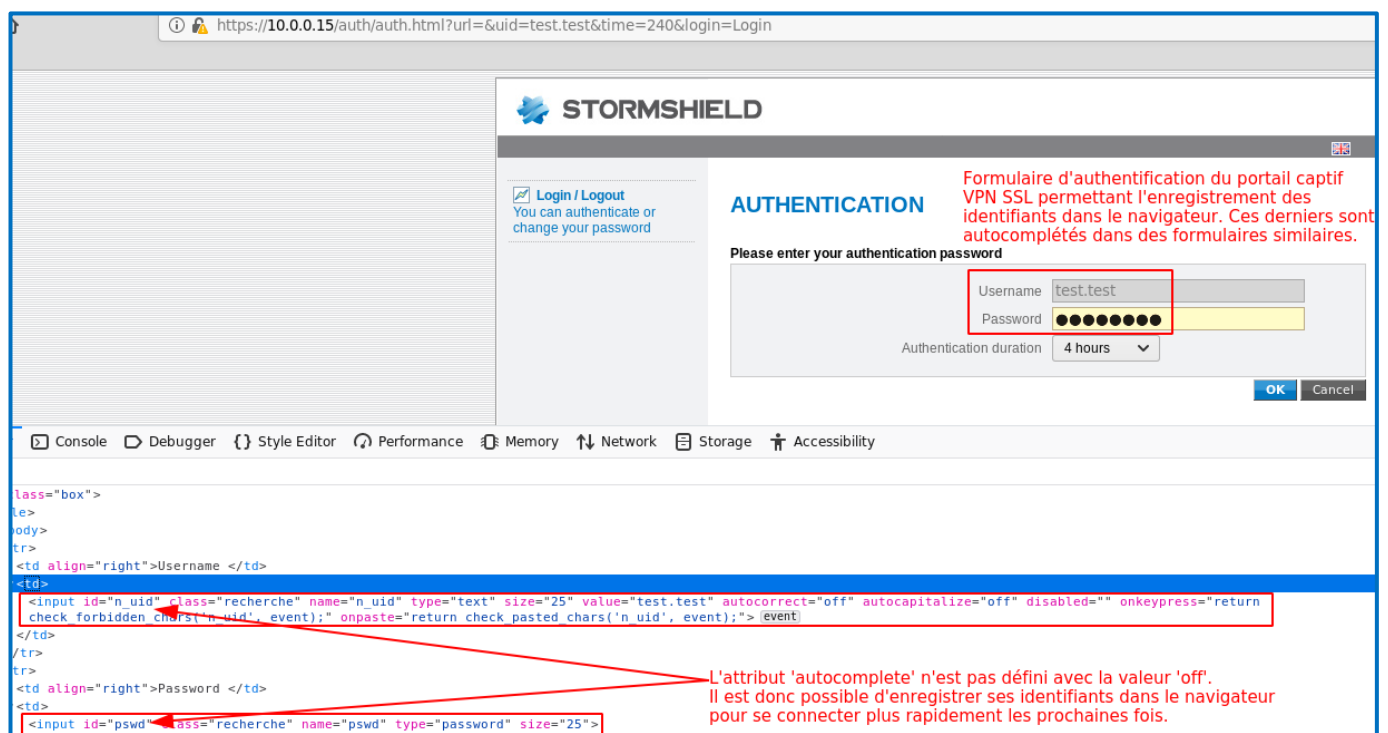 https://10.0.0.15/auth/auth.html?url=&uid=test.test&time=240&login=Login
STORMSHIELD
Login / Logout
You can authenticate or
change your password
AUTHENTICATION
Formulaire d'authentification du portail captif
VPN SSL permettant l'enregistrement des
identifiants dans le navigateur. Ces derniers sont
autocomplétés dans des formulaires similaires.
Please enter your authentication password
Username test.test
Password ●●●●●●●●
Authentication duration 4 hours
OK Cancel
Console Debugger {} Style Editor Performance Memory Network Storage Accessibility
lass="box">
le>
ody>
tr>
<td align="right">Username </td>
<td>
<input id="n_uid" class="recherche" name="n_uid" type="text" size="25" value="test.test" autocorrect="off" autocapitalize="off" disabled="" onkeypress="return
check_forbidden_chars('n_uid', event);" onpaste="return check_pasted_chars('n_uid', event);"> event
</td>
/tr>
tr>
<td align="right">Password </td>
<td>
<input id="pswd" class="recherche" name="pswd" type="password" size="25">
L'attribut 'autocomplete' n'est pas défini avec la valeur 'off'.
Il est donc possible d'enregistrer ses identifiants dans le navigateur
pour se connecter plus rapidement les prochaines fois.